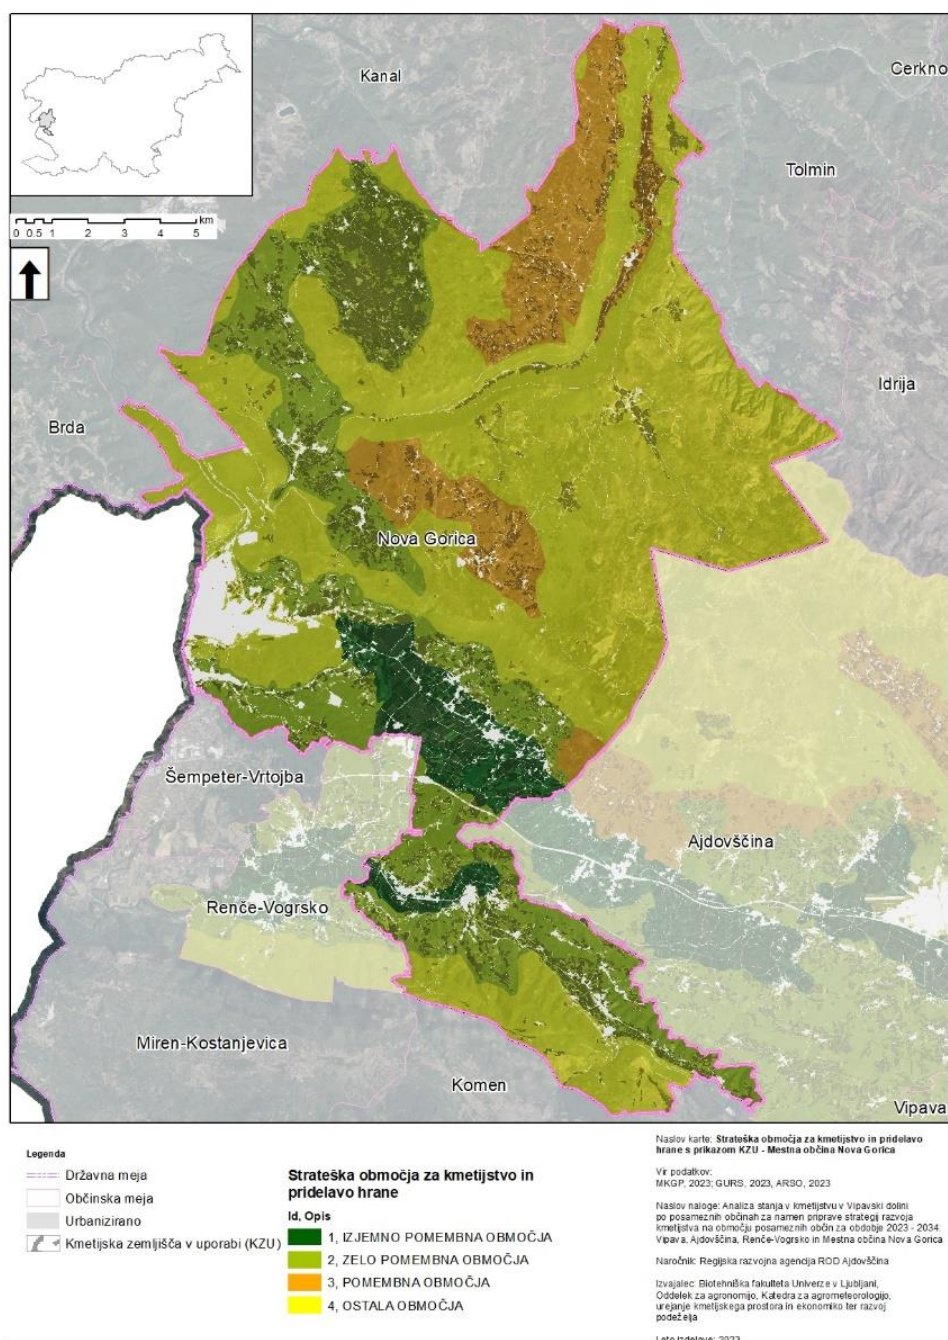 Kanal
Cerkno
Tolmin
km
0 0.5 1 2 3 4 5
Idrija
Brda
Nova Gorica
Šempeter-Vrtojba
Ajdovščina
Renče-Vogrsko
Miren-Kostanjevica
Komen
Vipava
Legenda
Državna meja
Občinska meja
Urbanizirano
Kmetijska zemljišča v uporabi (KZU)
Strateška območja za kmetijstvo in
pridelavo hrane
Id, Opis
1, IZJEMNO POMEMBNA OBMOČJA
2, ZELO POMEMBNA OBMOČJA
3, POMEMBNA OBMOČJA
4, OSTALA OBMOČJA
Naslov karte: Strateška območja za kmetijstvo in pridelavo
hrane s prikazom KZU - Mestna občina Nova Gorica
Vir podatkov:
MKGP, 2023; GURS, 2023, ARSO, 2023
Naslov naloge: Analiza stanja v kmetijstvu v Vipavski dolini
po posameznih občinah za namen priprave strategij razvoja
kmetijstva na območju posameznih občin za obdobje 2023 - 2034.
Vipava, Ajdovščina, Renče-Vogrsko in Mestna občina Nova Gorica
Naročnik: Regijska razvojna agencija ROD Ajdovščina
Izvajalec: Biotehniška fakulteta Univerze v Ljubljani,
Oddelek za agronomijo, Katedra za agrometeorologijo,
urejanje kmetijskega prostora in ekonomiko ter razvoj
podeželja
Leto izdelave: 2023